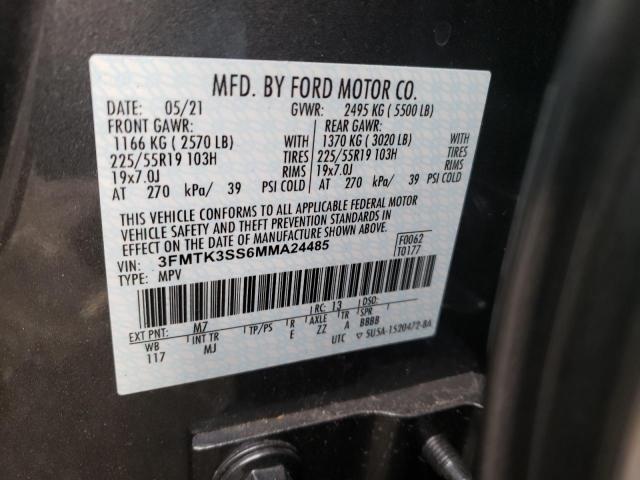 MFD. BY FORD MOTOR CO.
DATE: 05/21 GVWR: 2495 KG ( 5500 LB)
FRONT GAWR: REAR GAWR:
1166 KG ( 2570 LB) WITH 1370 KG ( 3020 LB) WITH
225/55R19 103H TIRES 225/55R19 103H TIRES
19x7.0J RIMS 19x7.0J RIMS
AT 270 kPa/ 39 PSI COLD AT 270 kPa/ 39 PSI COLD
THIS VEHICLE CONFORMS TO ALL APPLICABLE FEDERAL MOTOR
VEHICLE SAFETY AND THEFT PREVENTION STANDARDS IN
EFFECT ON THE DATE OF MANUFACTURE SHOWN ABOVE.
VIN: 3FMTK3SS6MMA24485 F0062
TYPE: MPV T0177
EXT PNT: M7 RC: 13 DSO:
WB INT TR TP/PS R AXLE TR SPR
117 MJ E ZZ A BBBB
UTC ▽ 5U5A-1520472-BA